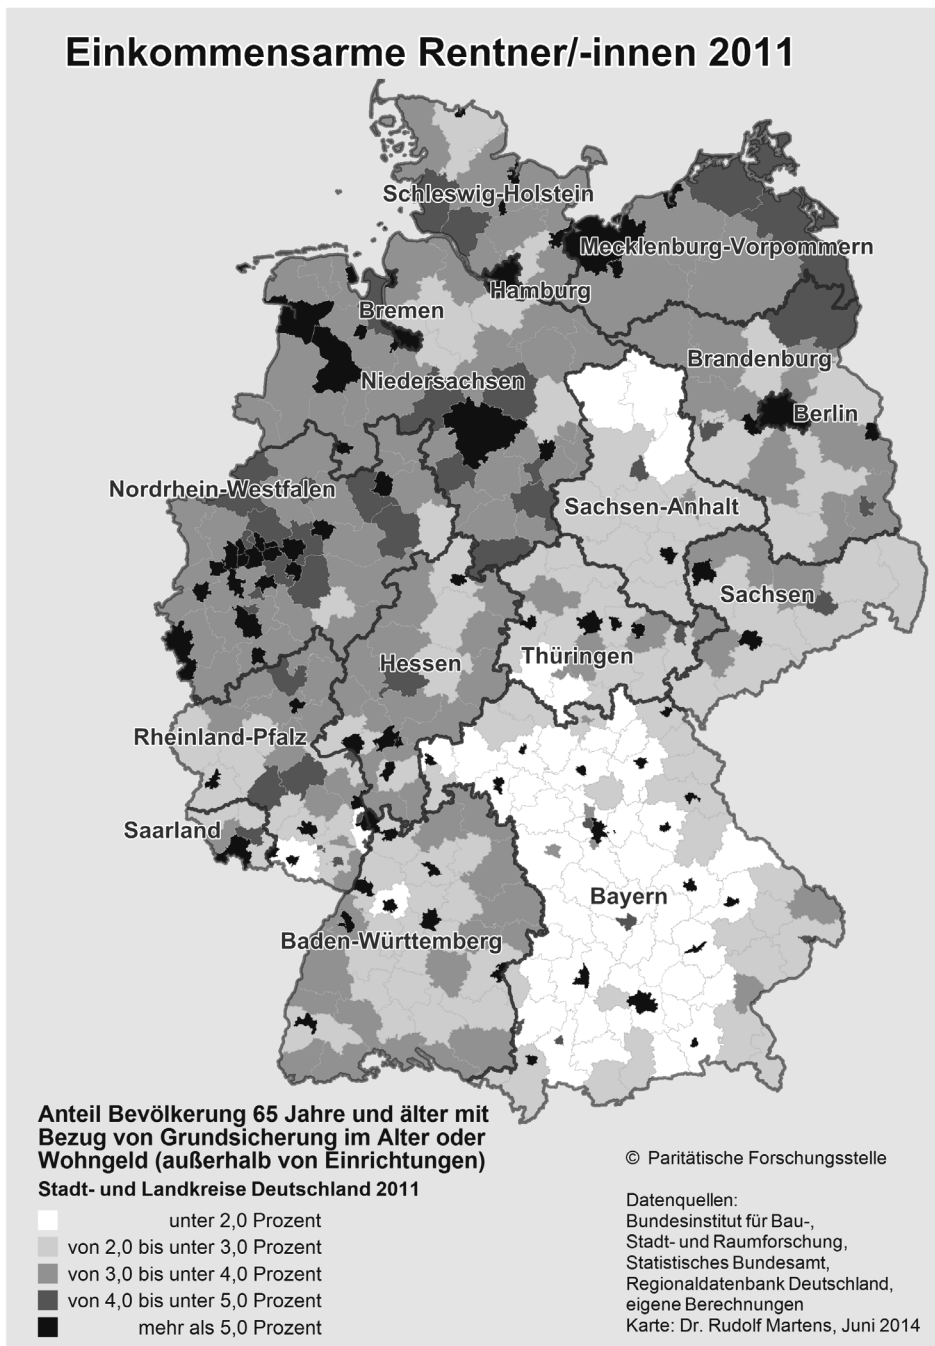 Einkommensarme Rentner/-innen 2011
Schleswig-Holstein
Mecklenburg-Vorpommern
Hamburg
Bremen
Brandenburg
Niedersachsen
Berlin
Nordrhein-Westfalen
Sachsen-Anhalt
Sachsen
Hessen
Thüringen
Rheinland-Pfalz
Saarland
Bayern
Baden-Württemberg
Anteil Bevölkerung 65 Jahre und älter mit
Bezug von Grundsicherung im Alter oder
Wohngeld (außerhalb von Einrichtungen)
Stadt- und Landkreise Deutschland 2011
unter 2,0 Prozent
von 2,0 bis unter 3,0 Prozent
von 3,0 bis unter 4,0 Prozent
von 4,0 bis unter 5,0 Prozent
mehr als 5,0 Prozent
© Paritätische Forschungsstelle
Datenquellen:
Bundesinstitut für Bau-,
Stadt- und Raumforschung,
Statistisches Bundesamt,
Regionaldatenbank Deutschland,
eigene Berechnungen
Karte: Dr. Rudolf Martens, Juni 2014